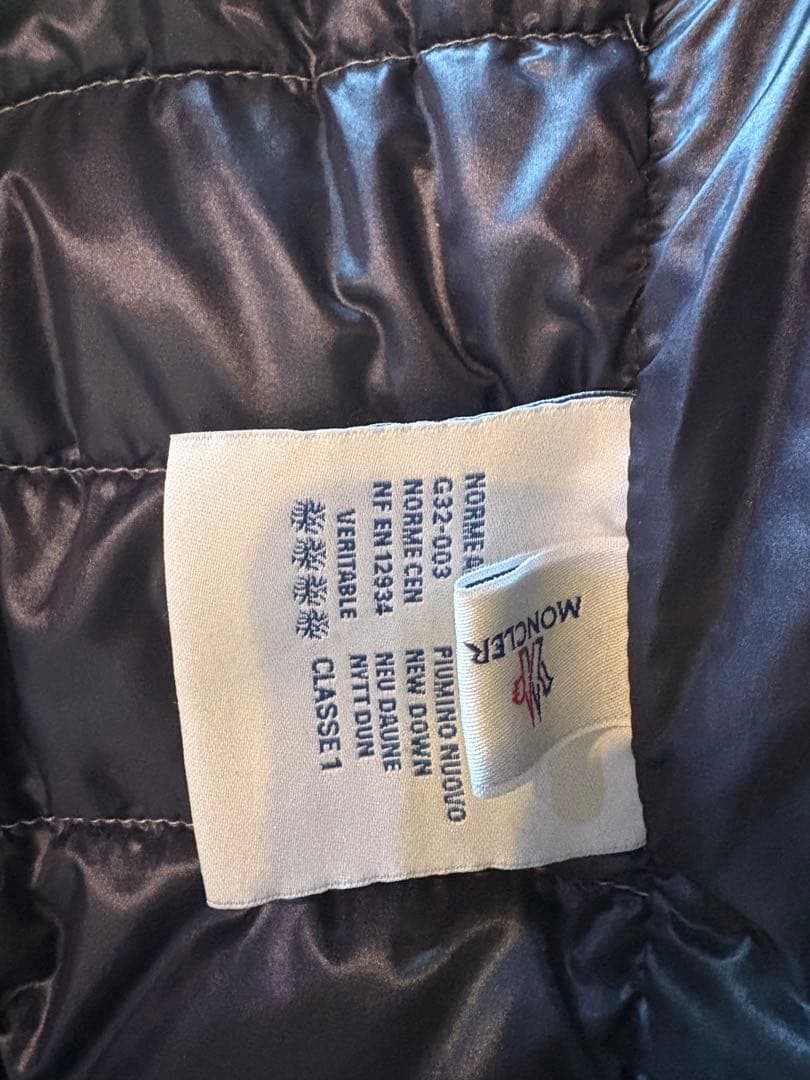 NORME
G32-003 PIUMINO NUOVO
NORME CEN NEW DOWN
NF EN 12934 NEU DAUNE
VERITABLE NYTT DUN
CLASSE 1
MONCLER